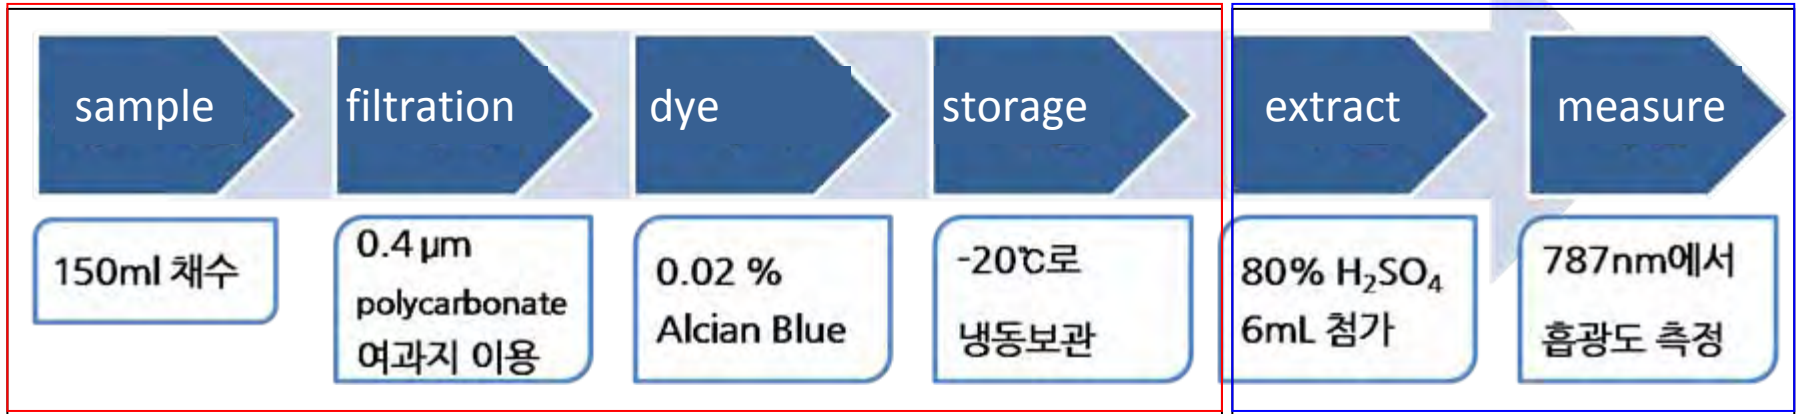 sample
filtration
dye
storage
extract
measure
150ml 채수
0.4 μm
polycarbonate
여과지 이용
0.02 %
Alcian Blue
-20℃로
냉동보관
80% H₂SO₄
6mL 첨가
787nm에서
흡광도 측정